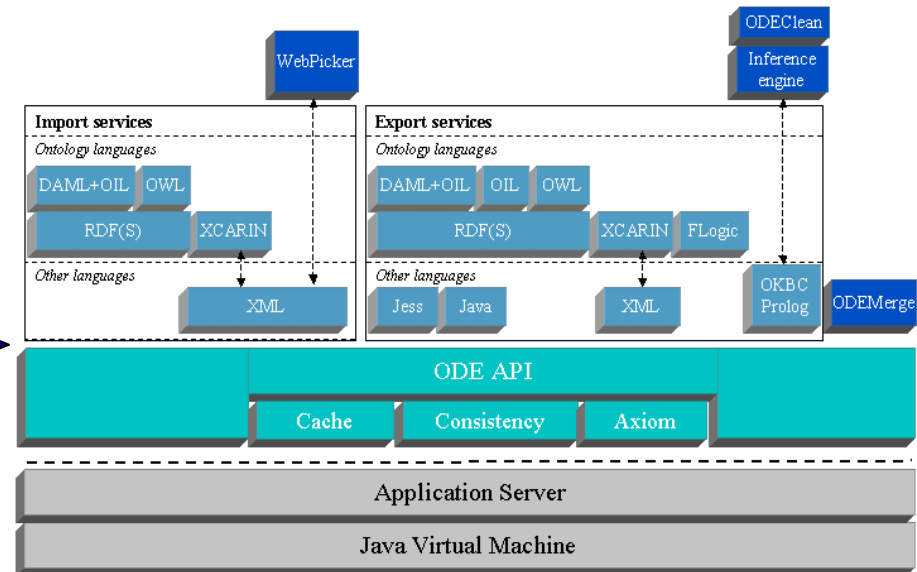 ODEClean
WebPicker
Inference
engine
Import services
Export services
Ontology languages
Ontology languages
DAML+OIL OWL
DAML+OIL OIL OWL
RDF(S) XCARIN
RDF(S) XCARIN FLogic
Other languages
Other languages
XML
Jess Java XML
OKBC
Prolog
ODEMerge
ODE API
Cache Consistency Axiom
Application Server
Java Virtual Machine